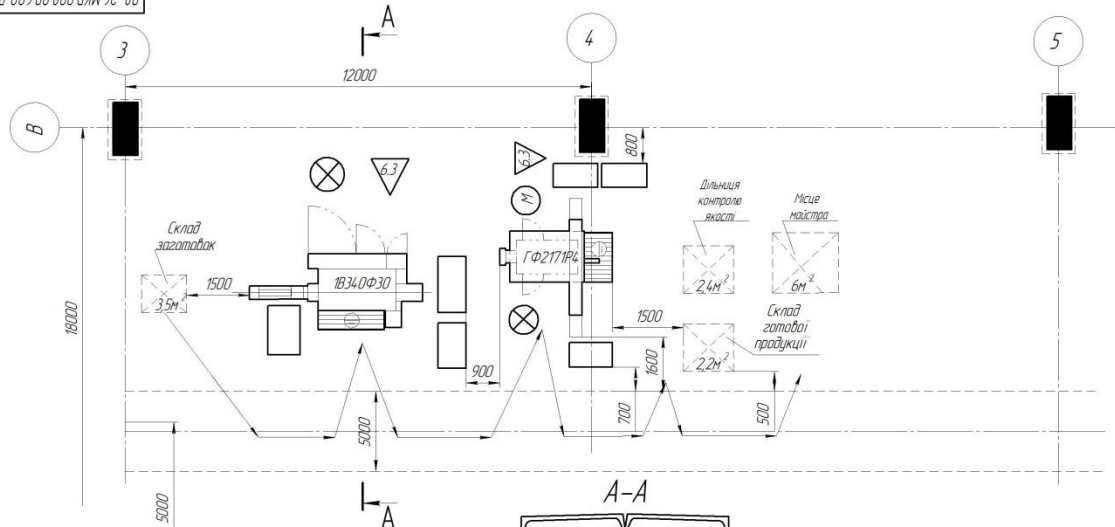 А
3
4
5
12000
В
800
6.3
6.3
М
Дільниця
контролю
якості
Місце
майстра
Склад
заготовок
ГФ2171Р4
1В340Ф30
2,4м²
6м²
3,5м²
1500
1500
Склад
готової
продукції
18000
2,2м²
900
1600
700
500
5000
5000
А
А-А